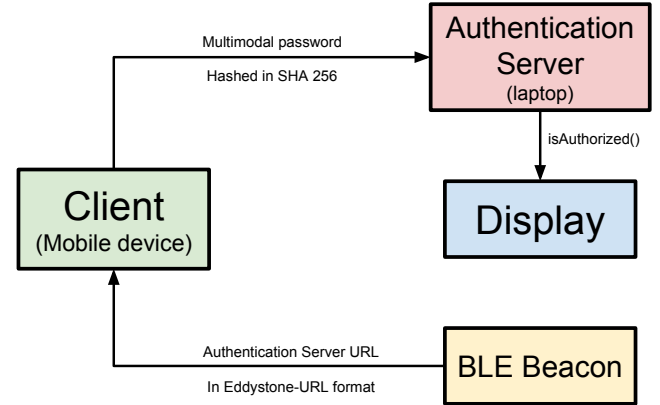 Multimodal password
Hashed in SHA 256
Authentication
Server
(laptop)
isAuthorized()
Client
(Mobile device)
Display
Authentication Server URL
In Eddystone-URL format
BLE Beacon